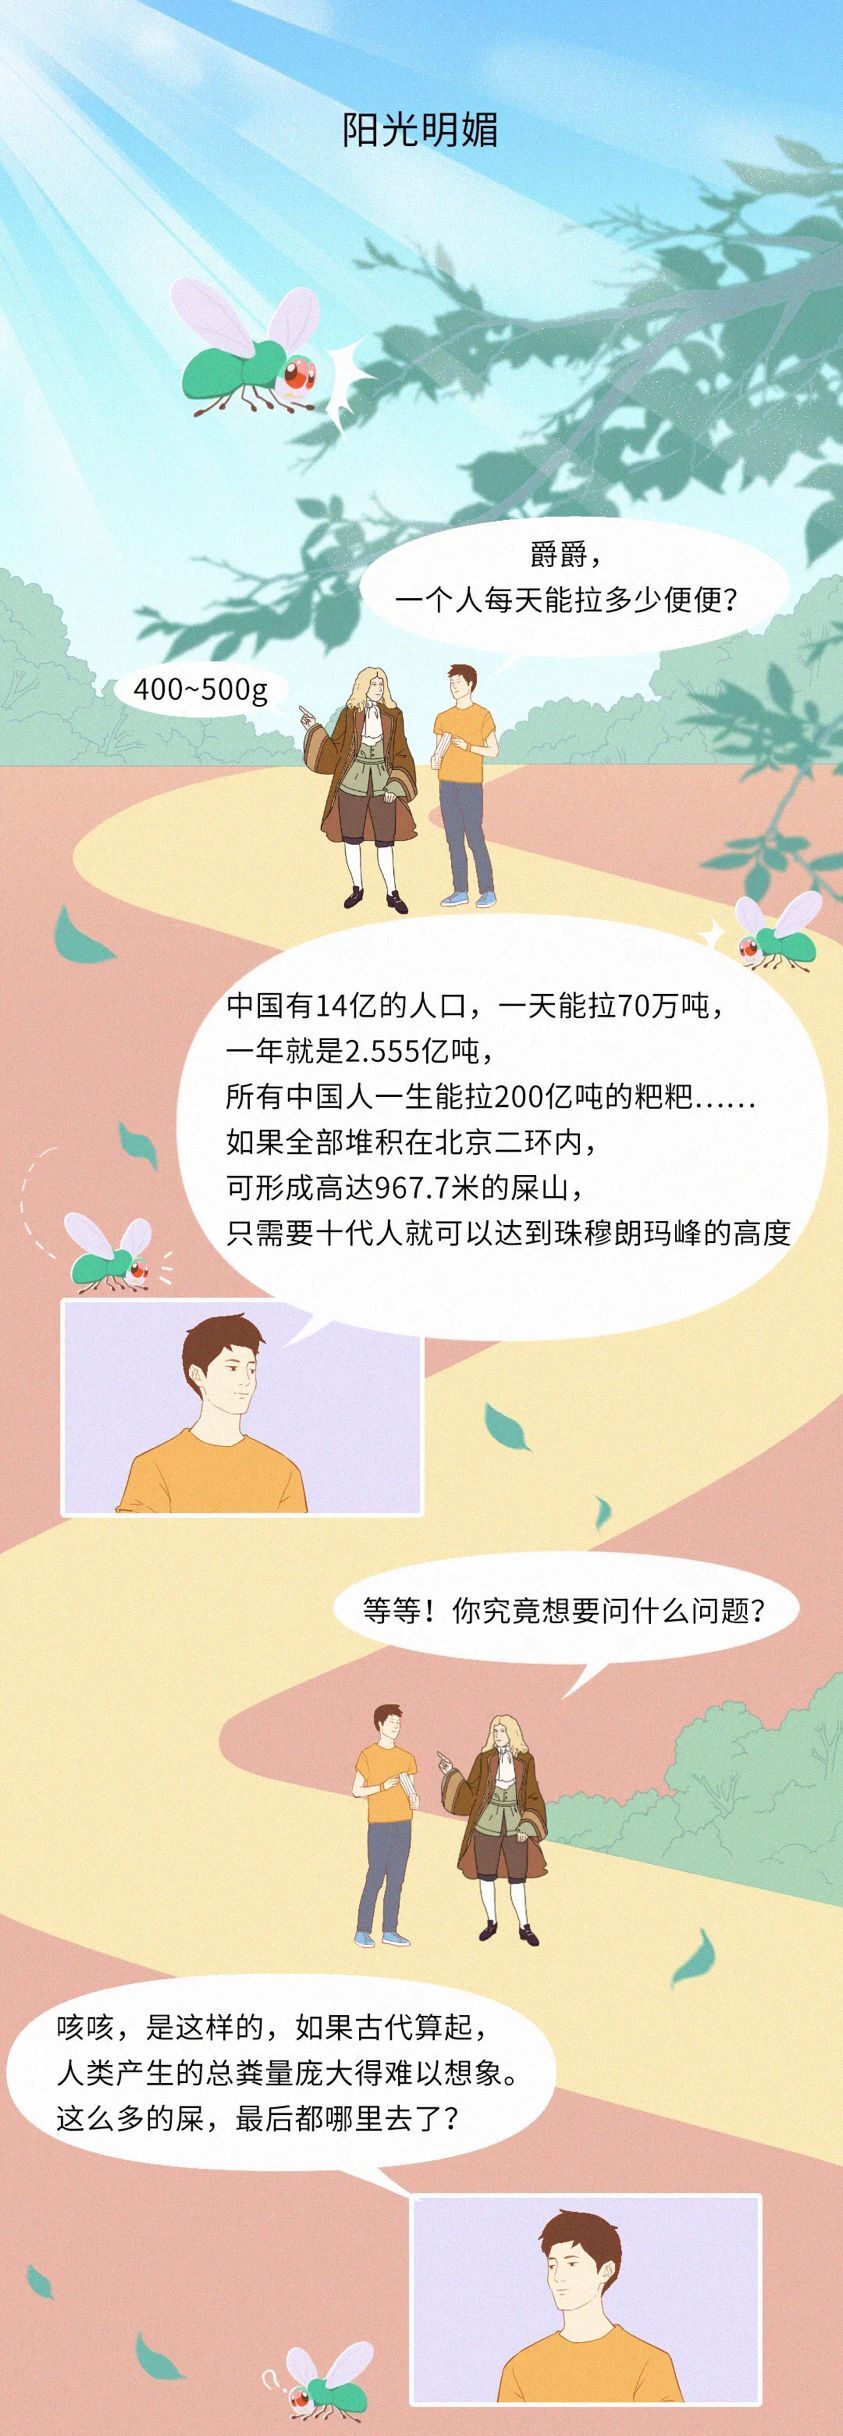 阳光明媚
爵爵，
一个人每天能拉多少便便？
400~500g
中国有14亿的人口，一天能拉70万吨，
一年就是2.555亿吨，
所有中国人一生能拉200亿吨的粑粑……
如果全部堆积在北京二环内，
可形成高达967.7米的屎山，
只需要十代人就可以达到珠穆朗玛峰的高度
等等！你究竟想要问什么问题？
咳咳，是这样的，如果古代算起，
人类产生的总粪量庞大得难以想象。
这么多的屎，最后都哪里去了？
?